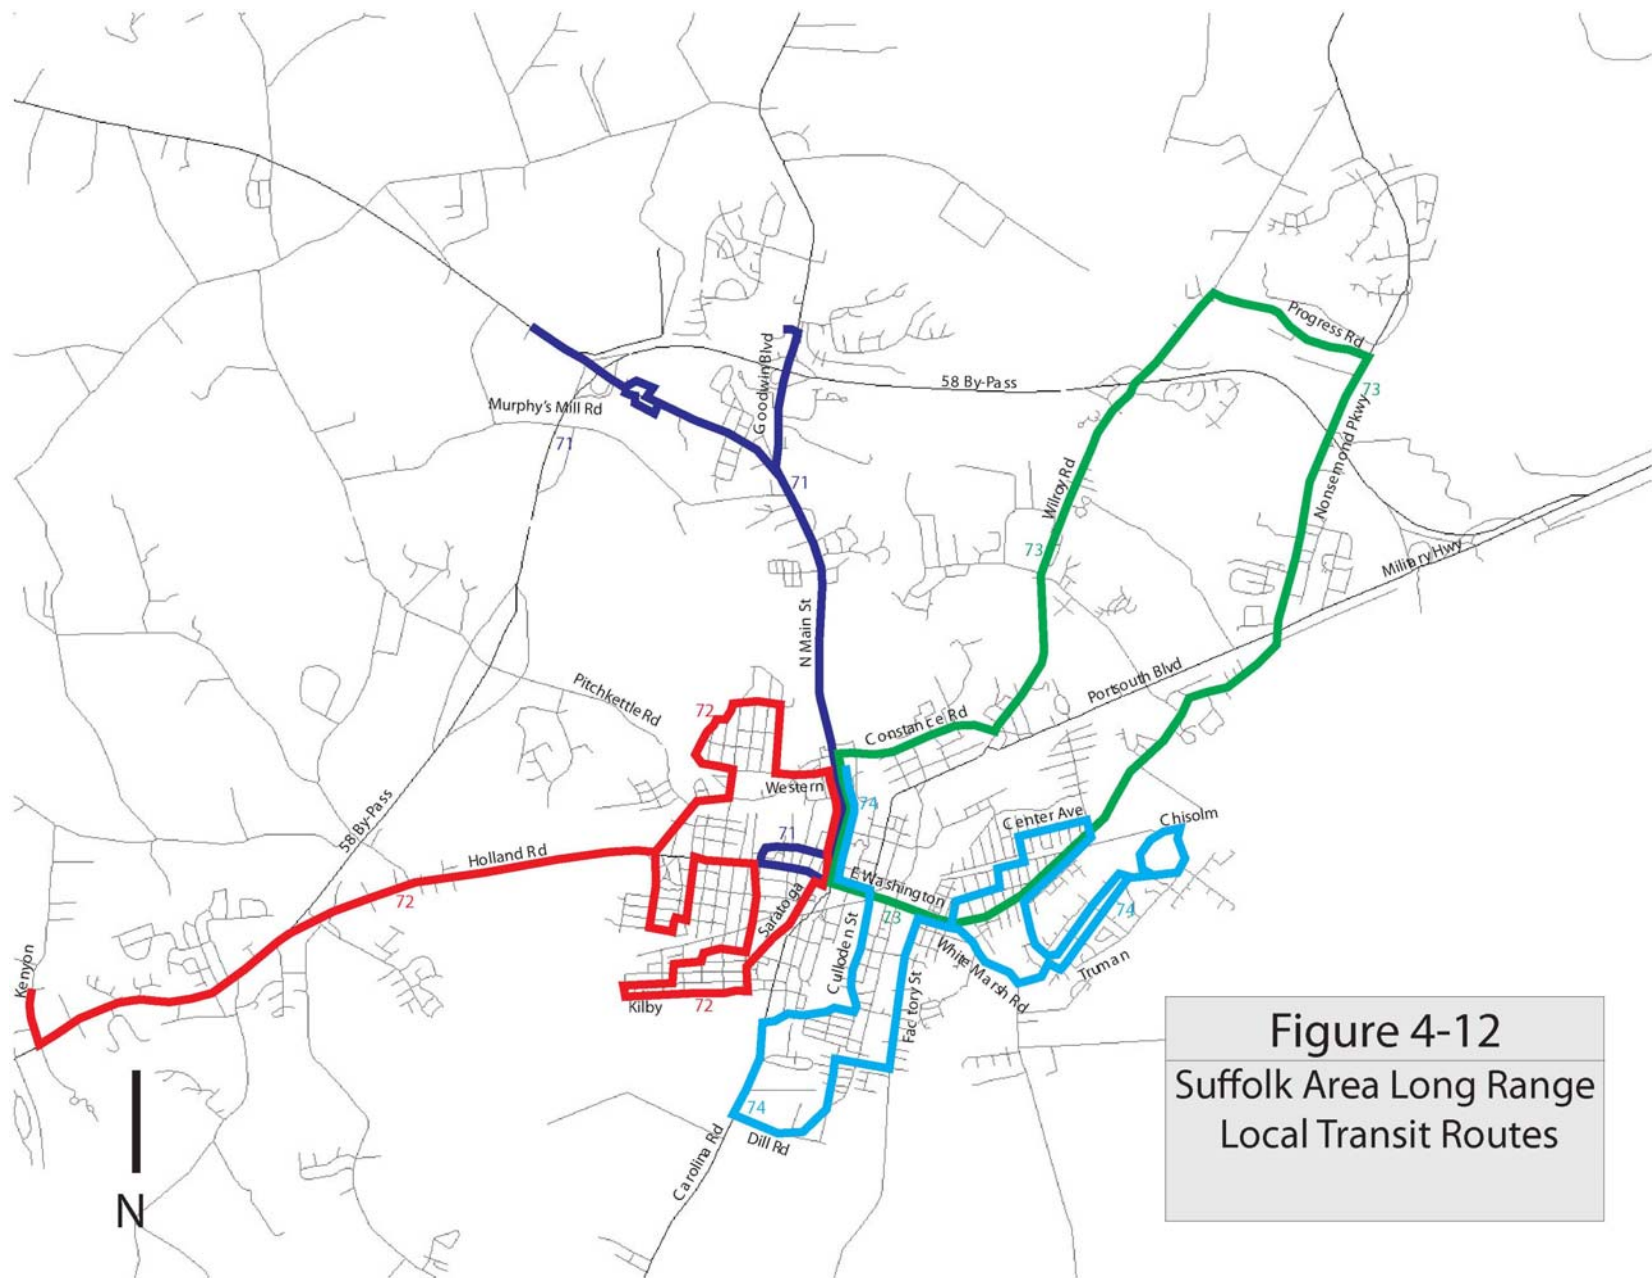 Progress Rd
Goodwin Blvd
58 By-Pass
73
Murphy's Mill Rd
Nonsemond Pkwy
71
71
Wilroy Rd
73
Military Hwy
N Main St
Portsouth Blvd
Pitchkettle Rd
72
Constance Rd
Western
74
58 By-Pass
Center Ave
Chisolm
71
Holland Rd
E Washington
72
Saratoga
73
74
Culloden St
White Marsh Rd
Truman
Kenyon
Factory St
Kilby
72
74
Dill Rd
Carolina Rd
N
Figure 4-12
Suffolk Area Long Range
Local Transit Routes